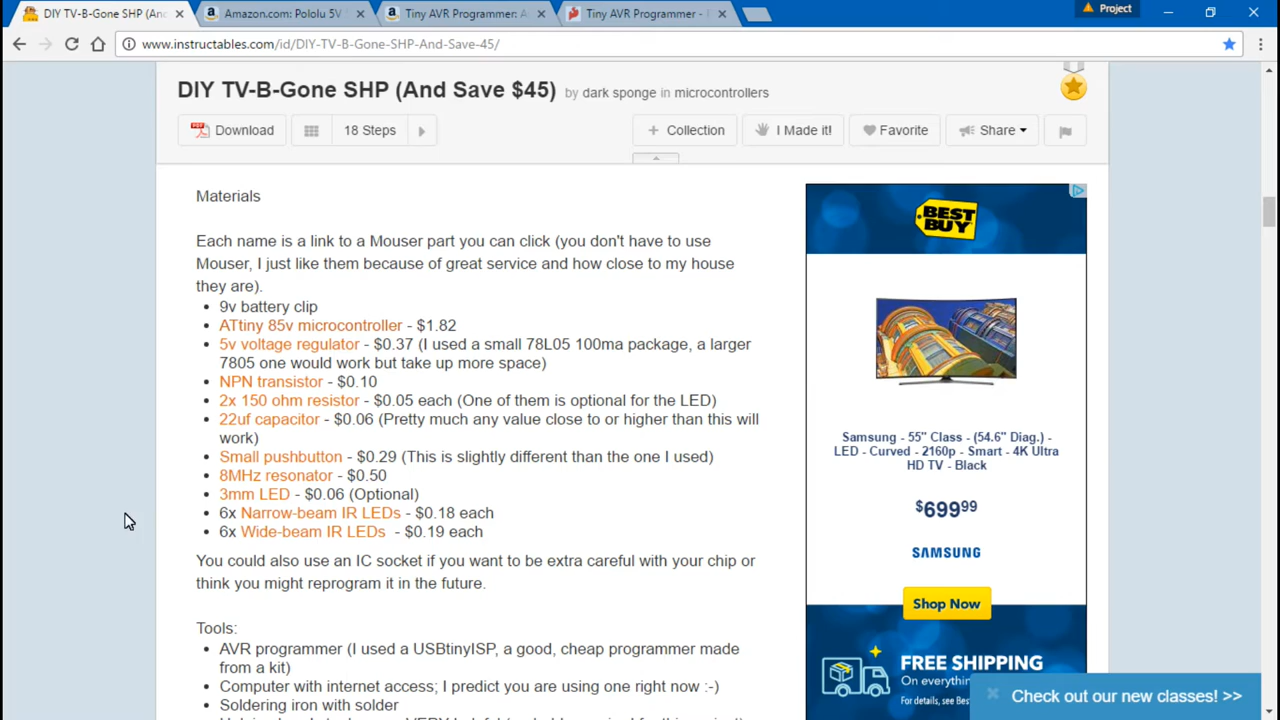 DIY TV-B-Gone SHP (An
Amazon.com: Pololu 5V S
Tiny AVR Programmer: A
Tiny AVR Programmer -
Project
www.instructables.com/id/DIY-TV-B-Gone-SHP-And-Save-45/
DIY TV-B-Gone SHP (And Save $45) by dark sponge in microcontrollers
PDF Download
18 Steps
+ Collection
I Made it!
Favorite
Share
Materials
Each name is a link to a Mouser part you can click (you don't have to use
Mouser, I just like them because of great service and how close to my house
they are).
• 9v battery clip
• ATtiny 85v microcontroller - $1.82
• 5v voltage regulator - $0.37 (I used a small 78L05 100ma package, a larger
7805 one would work but take up more space)
• NPN transistor - $0.10
• 2x 150 ohm resistor - $0.05 each (One of them is optional for the LED)
• 22uf capacitor - $0.06 (Pretty much any value close to or higher than this will
work)
• Small pushbutton - $0.29 (This is slightly different than the one I used)
• 8MHz resonator - $0.50
• 3mm LED - $0.06 (Optional)
• 6x Narrow-beam IR LEDs - $0.18 each
• 6x Wide-beam IR LEDs - $0.19 each
You could also use an IC socket if you want to be extra careful with your chip or
think you might reprogram it in the future.
Tools:
• AVR programmer (I used a USBtinyISP, a good, cheap programmer made
from a kit)
• Computer with internet access; I predict you are using one right now :-)
• Soldering iron with solder
BEST
BUY
Samsung - 55" Class - (54.6" Diag.) -
LED - Curved - 2160p - Smart - 4K Ultra
HD TV - Black
$69999
SAMSUNG
Shop Now
FREE SHIPPING
On everythin
For details, see Bes
Check out our new classes! >>